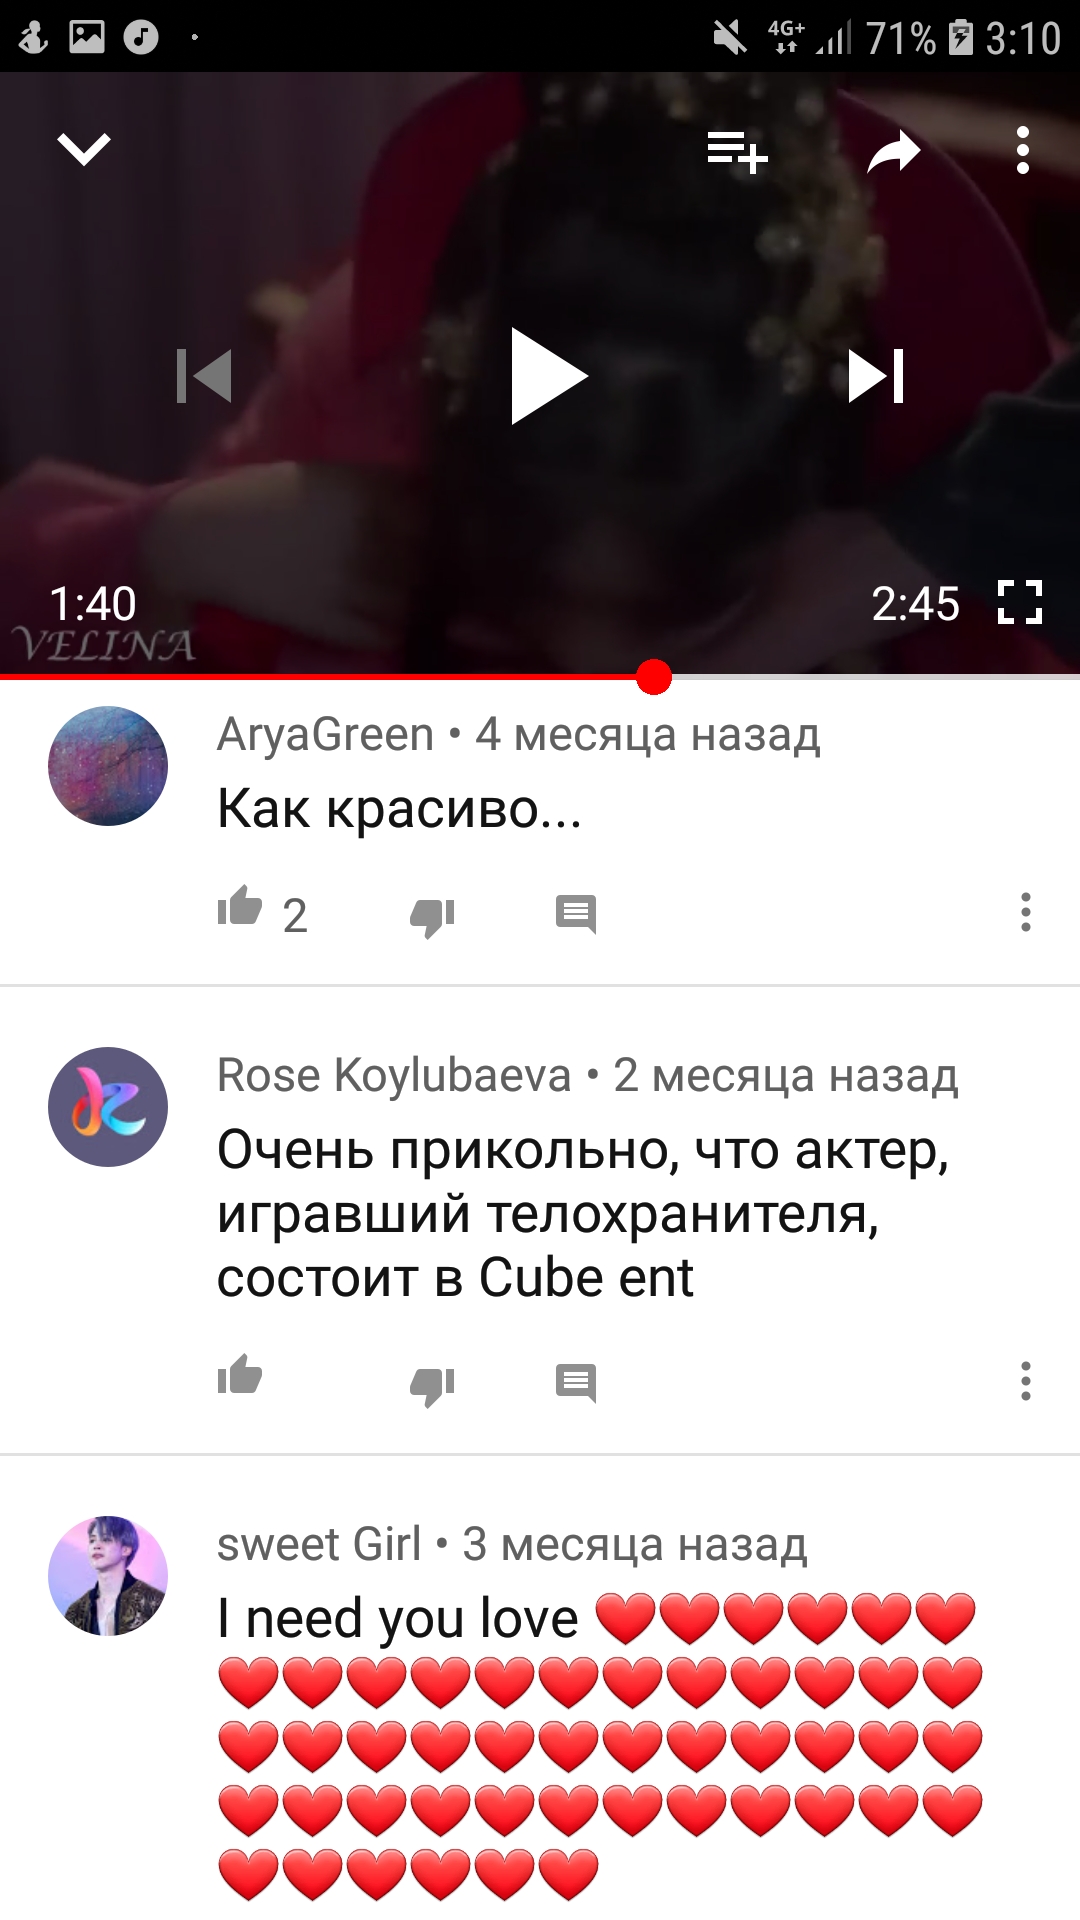 4G+ 71% 3:10
1:40 2:45
VELINA
AryaGreen • 4 месяца назад
Как красиво...
2
Rose Koylubaeva • 2 месяца назад
Очень прикольно, что актер,
игравший телохранителя,
состоит в Cube ent
sweet Girl • 3 месяца назад
I need you love ❤❤❤❤❤❤
❤❤❤❤❤❤❤❤❤❤❤❤
❤❤❤❤❤❤❤❤❤❤❤❤
❤❤❤❤❤❤❤❤❤❤❤❤
❤❤❤❤❤❤